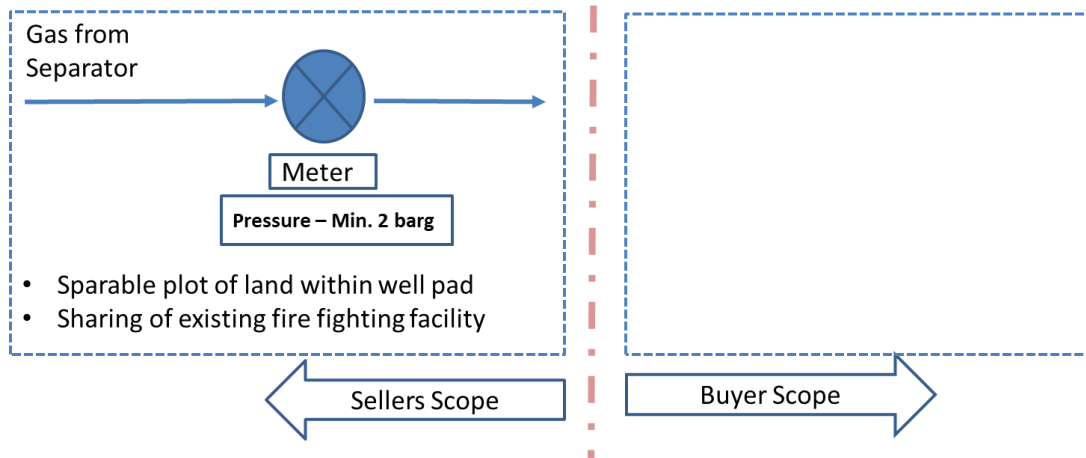 Gas from
Separator
Meter
Pressure – Min. 2 barg
• Sparable plot of land within well pad
• Sharing of existing fire fighting facility
Sellers Scope
Buyer Scope